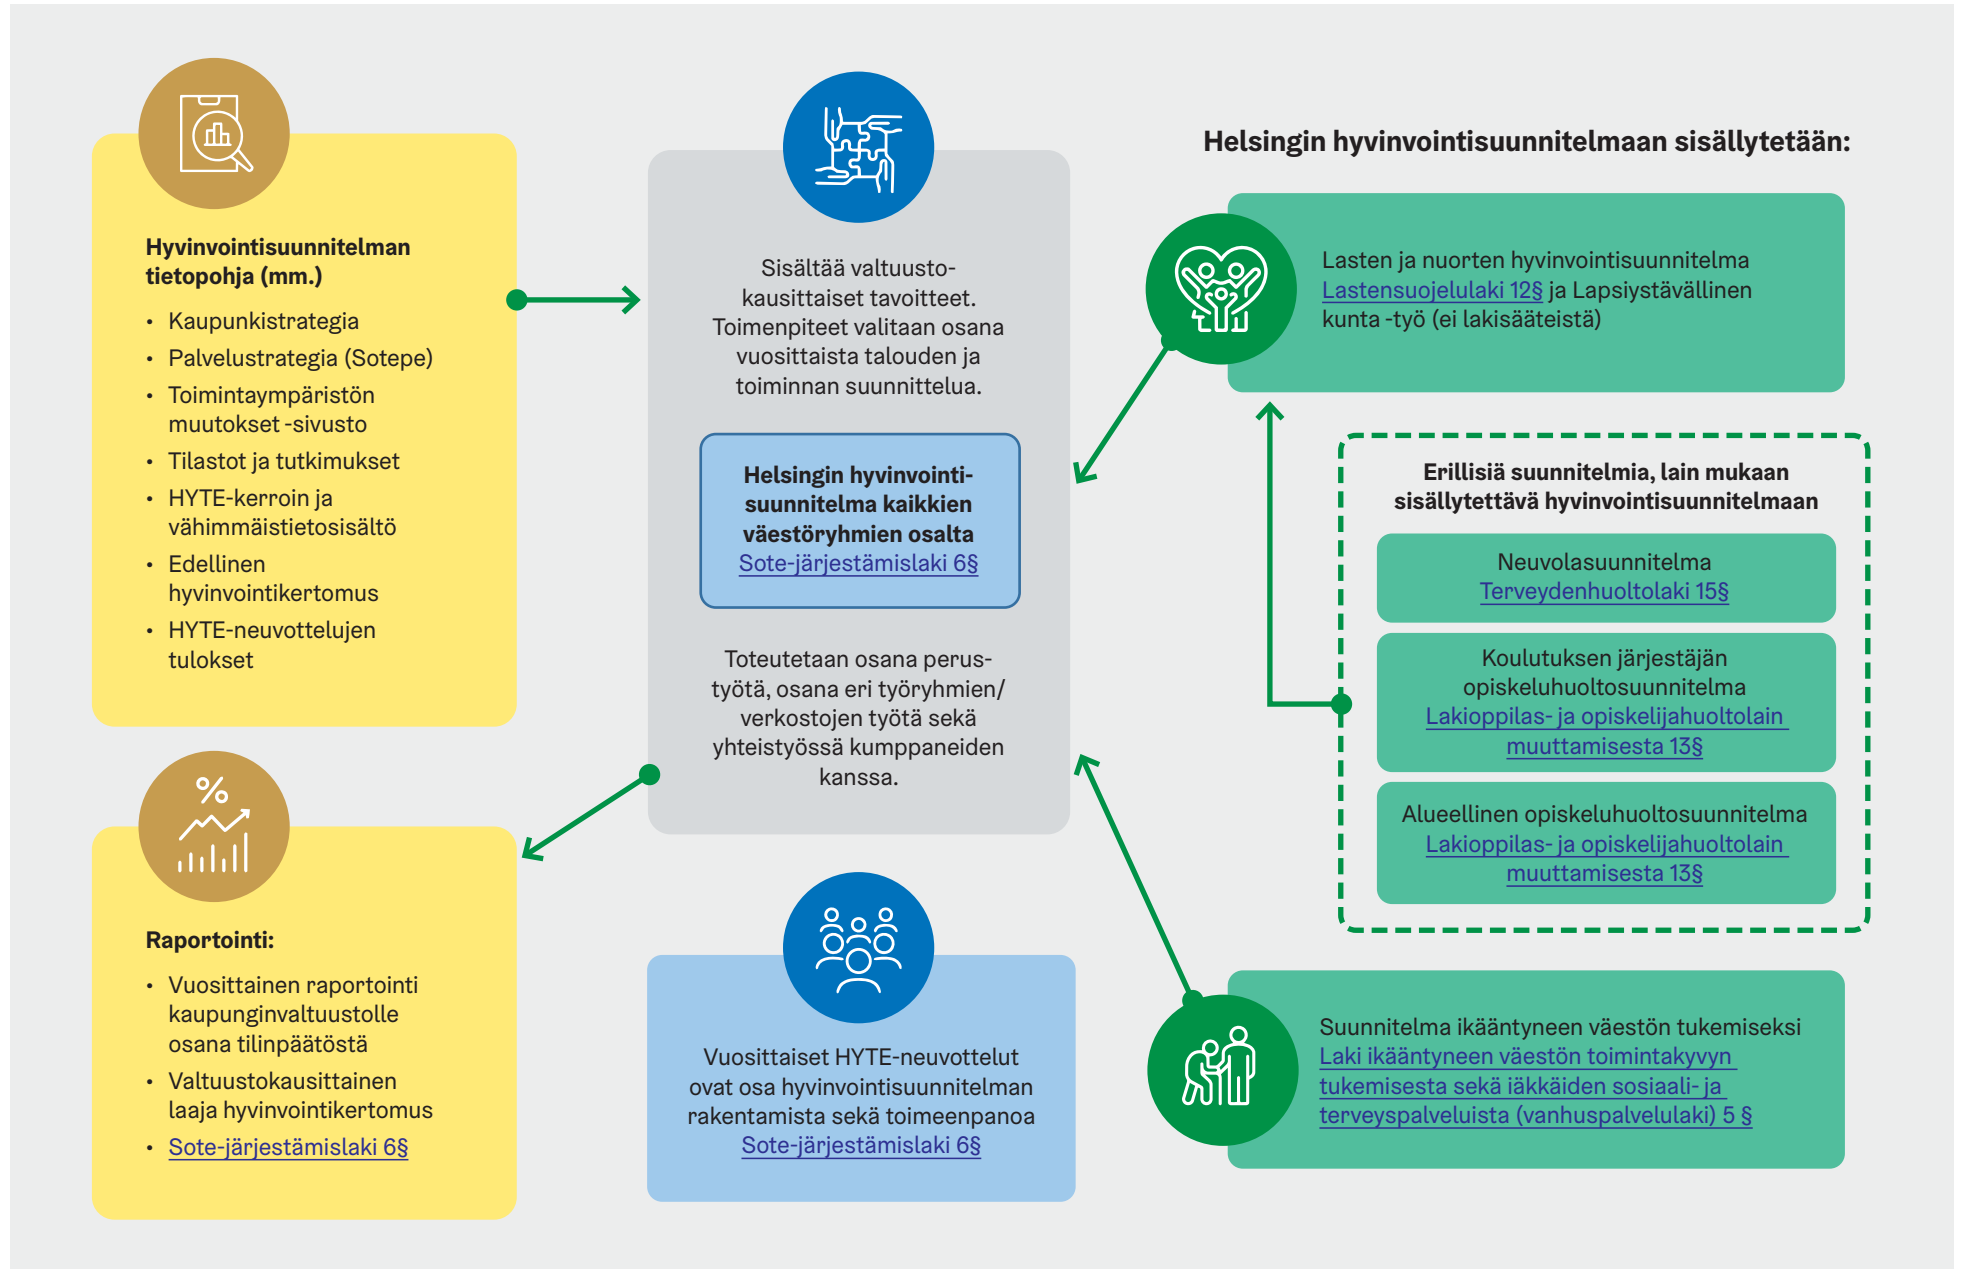 Hyvinvointisuunnitelman
tietopohja (mm.)
• Kaupunkistrategia
• Palvelustrategia (Sotepe)
• Toimintaympäristön
muutokset -sivusto
• Tilastot ja tutkimukset
• HYTE-kerroin ja
vähimmäistietosisältö
• Edellinen
hyvinvointikertomus
• HYTE-neuvottelujen
tulokset
%
Raportointi:
• Vuosittainen raportointi
kaupunginvaltuustolle
osana tilinpäätöstä
• Valtuustokausittainen
laaja hyvinvointikertomus
• Sote-järjestämislaki 6§
Sisältää valtuusto-
kausittaiset tavoitteet.
Toimenpiteet valitaan osana
vuosittaista talouden ja
toiminnan suunnittelua.
Helsingin hyvinvointi-
suunnitelma kaikkien
väestöryhmien osalta
Sote-järjestämislaki 6§
Toteutetaan osana perus-
työtä, osana eri työryhmien/
verkostojen työtä sekä
yhteistyössä kumppaneiden
kanssa.
Vuosittaiset HYTE-neuvottelut
ovat osa hyvinvointisuunnitelman
rakentamista sekä toimeenpanoa
Sote-järjestämislaki 6§
Helsingin hyvinvointisuunnitelmaan sisällytetään:
Lasten ja nuorten hyvinvointisuunnitelma
Lastensuojelulaki 12§ ja Lapsiystävällinen
kunta -työ (ei lakisääteistä)
Erillisiä suunnitelmia, lain mukaan
sisällytettävä hyvinvointisuunnitelmaan
Neuvolasuunnitelma
Terveydenhuoltolaki 15§
Koulutuksen järjestäjän
opiskeluhuoltosuunnitelma
Lakioppilas- ja opiskelijahuoltolain
muuttamisesta 13§
Alueellinen opiskeluhuoltosuunnitelma
Lakioppilas- ja opiskelijahuoltolain
muuttamisesta 13§
Suunnitelma ikääntyneen väestön tukemiseksi
Laki ikääntyneen väestön toimintakyvyn
tukemisesta sekä iäkkäiden sosiaali- ja
terveyspalveluista (vanhuspalvelulaki) 5 §